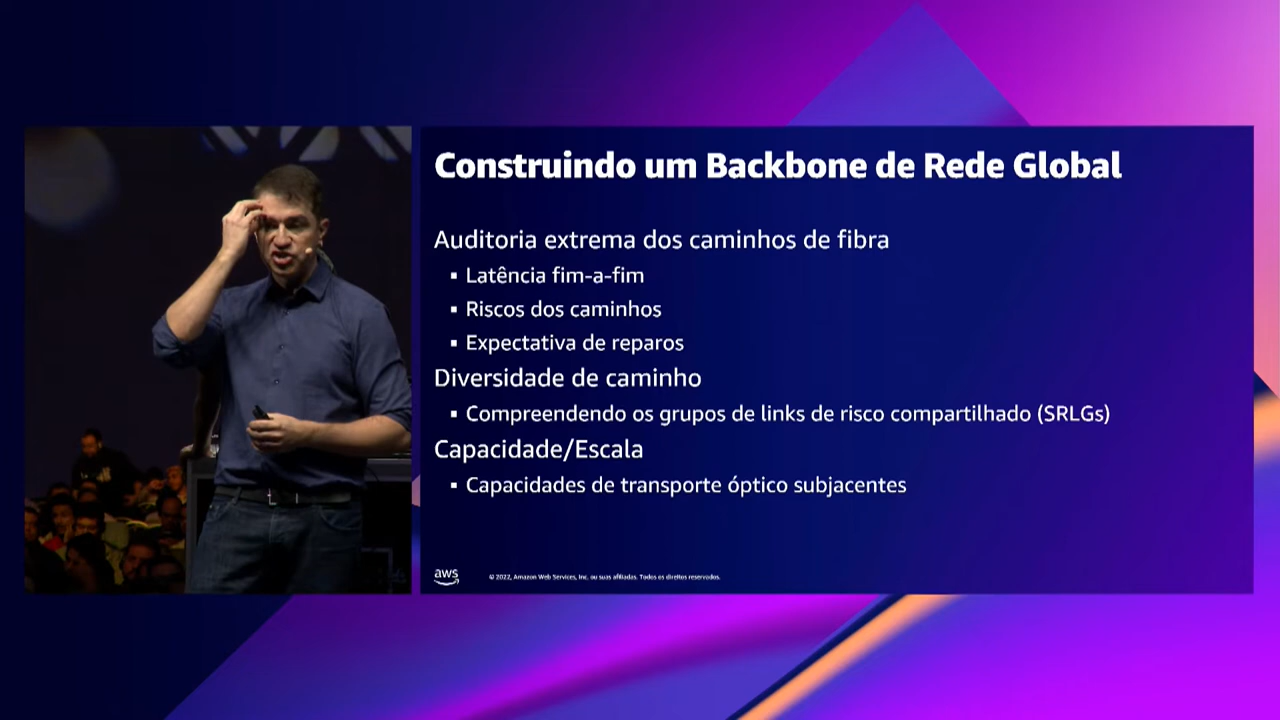 Construindo um Backbone de Rede Global
Auditoria extrema dos caminhos de fibra
▪ Latência fim-a-fim
▪ Riscos dos caminhos
▪ Expectativa de reparos
Diversidade de caminho
▪ Compreendendo os grupos de links de risco compartilhado (SRLGs)
Capacidade/Escala
▪ Capacidades de transporte óptico subjacentes
aws
© 2022, Amazon Web Services, Inc. ou suas afiliadas. Todos os direitos reservados.